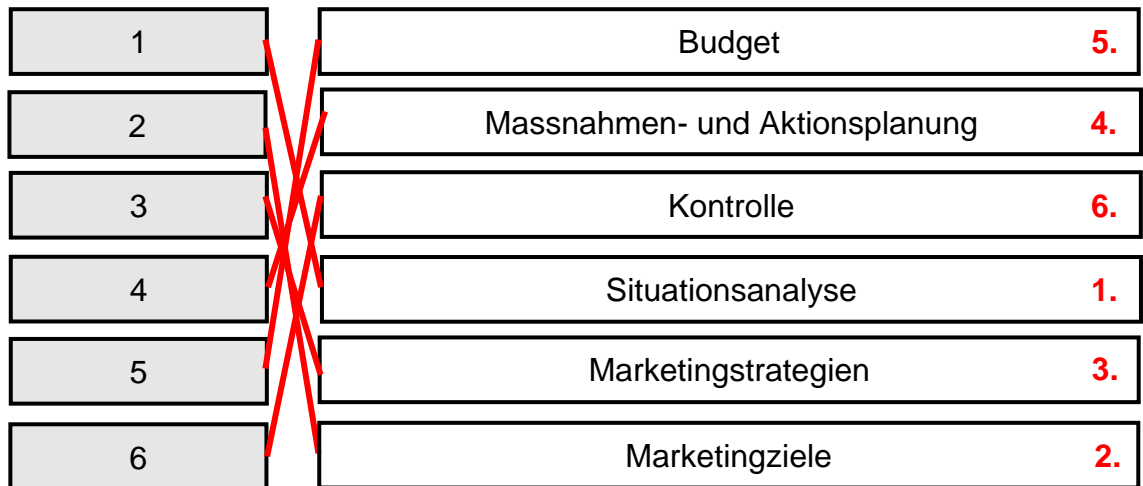 1 Budget 5.
2 Massnahmen- und Aktionsplanung 4.
3 Kontrolle 6.
4 Situationsanalyse 1.
5 Marketingstrategien 3.
6 Marketingziele 2.